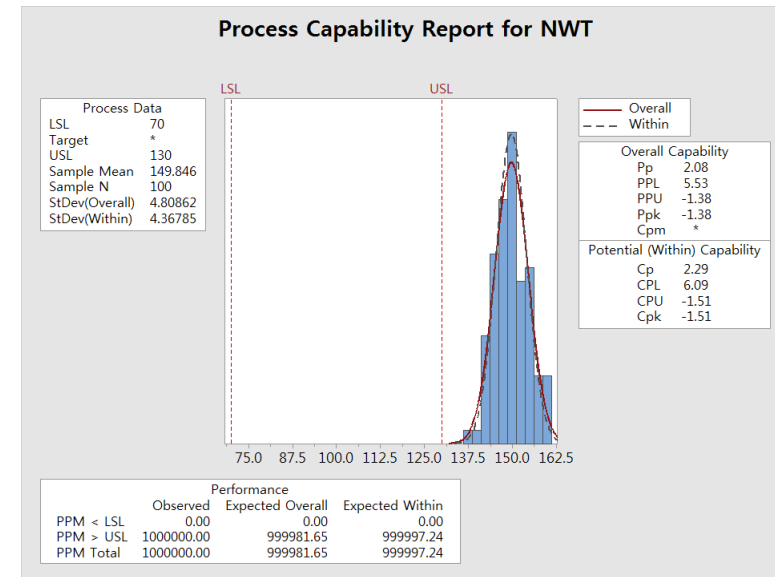 Process Capability Report for NWT
LSL USL
Process Data
LSL 70
Target *
USL 130
Sample Mean 149.846
Sample N 100
StDev(Overall) 4.80862
StDev(Within) 4.36785
Overall
Within
Overall Capability
Pp 2.08
PPL 5.53
PPU -1.38
Ppk -1.38
Cpm *
Potential (Within) Capability
Cp 2.29
CPL 6.09
CPU -1.51
Cpk -1.51
75.0 87.5 100.0 112.5 125.0 137.5 150.0 162.5
Performance
Observed Expected Overall Expected Within
PPM < LSL 0.00 0.00 0.00
PPM > USL 1000000.00 999981.65 999997.24
PPM Total 1000000.00 999981.65 999997.24